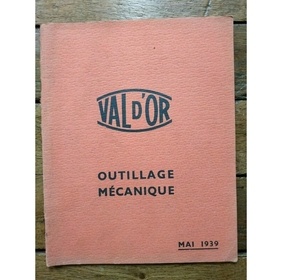 VAL D'OR
OUTILLAGE
MÉCANIQUE
MAI 1939